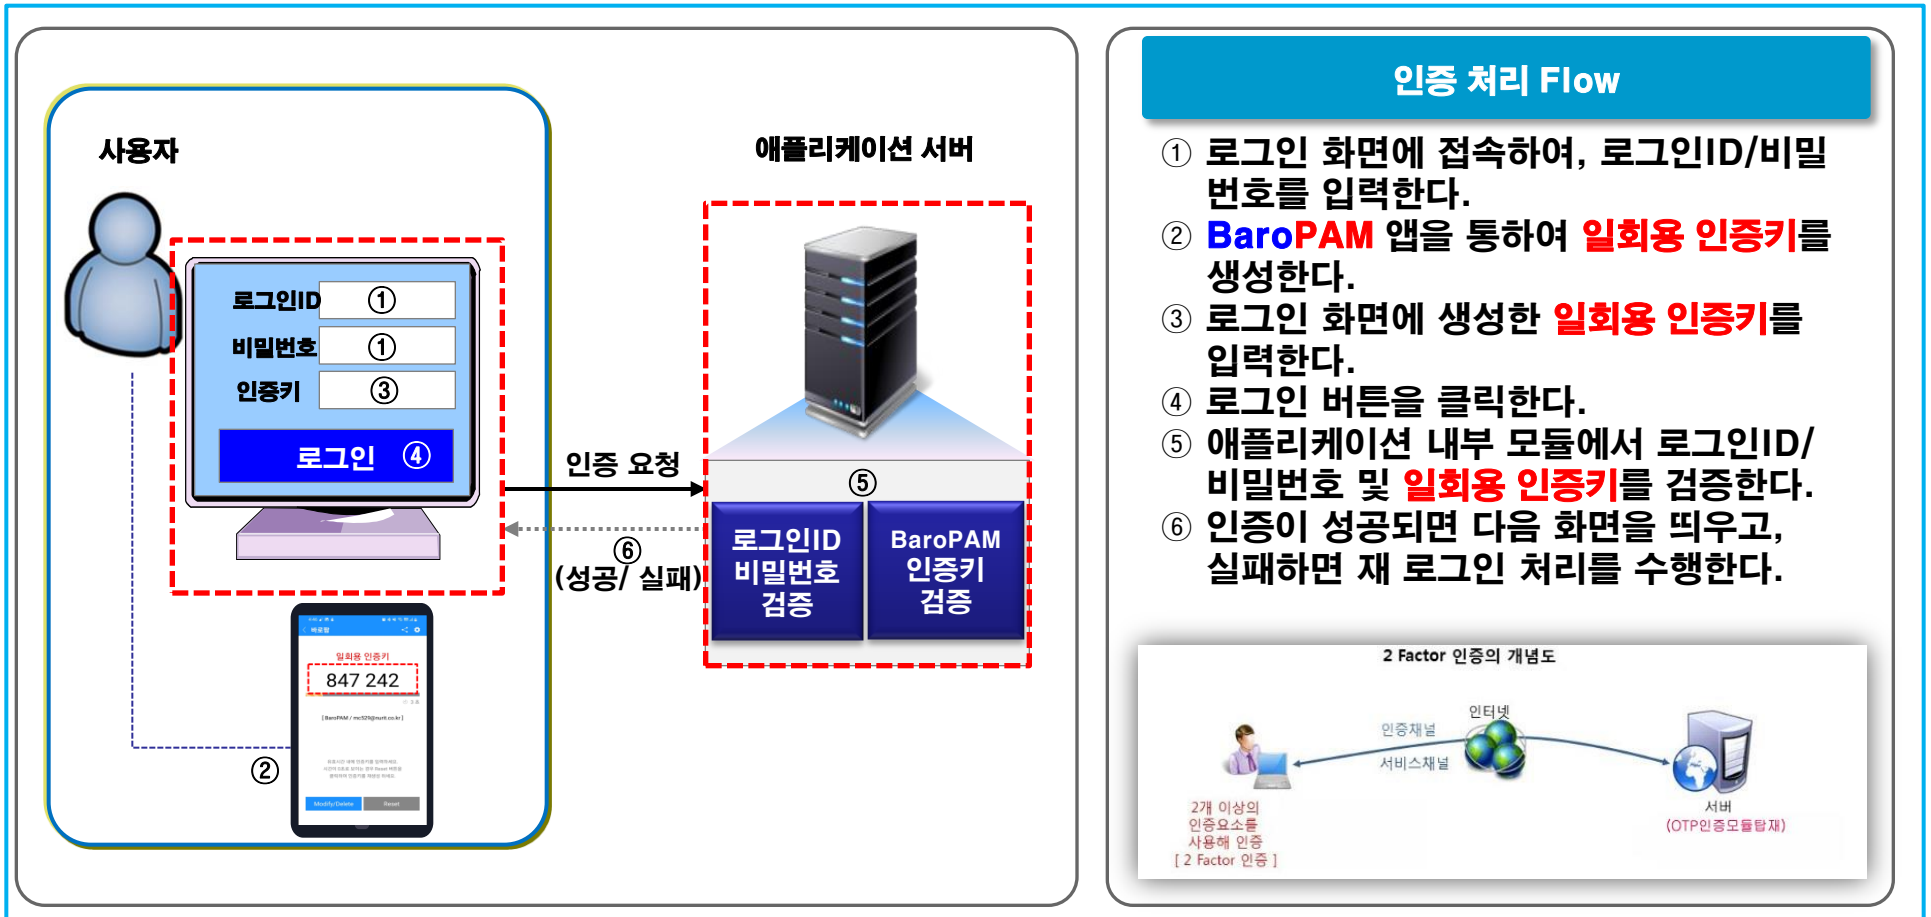 사용자
애플리케이션 서버
로그인ID ①
비밀번호 ①
인증키 ③
로그인 ④
인증 요청
⑥
(성공/ 실패)
⑤
로그인ID
비밀번호
검증
BaroPAM
인증키
검증
②
바로팜
일회용 인증키
847 242
[ BaroPAM / mc529@nurit.co.kr ]
Modify/Delete
Reset
인증 처리 Flow
① 로그인 화면에 접속하여, 로그인ID/비밀
번호를 입력한다.
② BaroPAM 앱을 통하여 일회용 인증키를
생성한다.
③ 로그인 화면에 생성한 일회용 인증키를
입력한다.
④ 로그인 버튼을 클릭한다.
⑤ 애플리케이션 내부 모듈에서 로그인ID/
비밀번호 및 일회용 인증키를 검증한다.
⑥ 인증이 성공되면 다음 화면을 띄우고,
실패하면 재 로그인 처리를 수행한다.
2 Factor 인증의 개념도
인터넷
인증채널
서비스채널
2개 이상의
인증요소를
사용해 인증
[ 2 Factor 인증 ]
서버
(OTP인증모듈탑재)